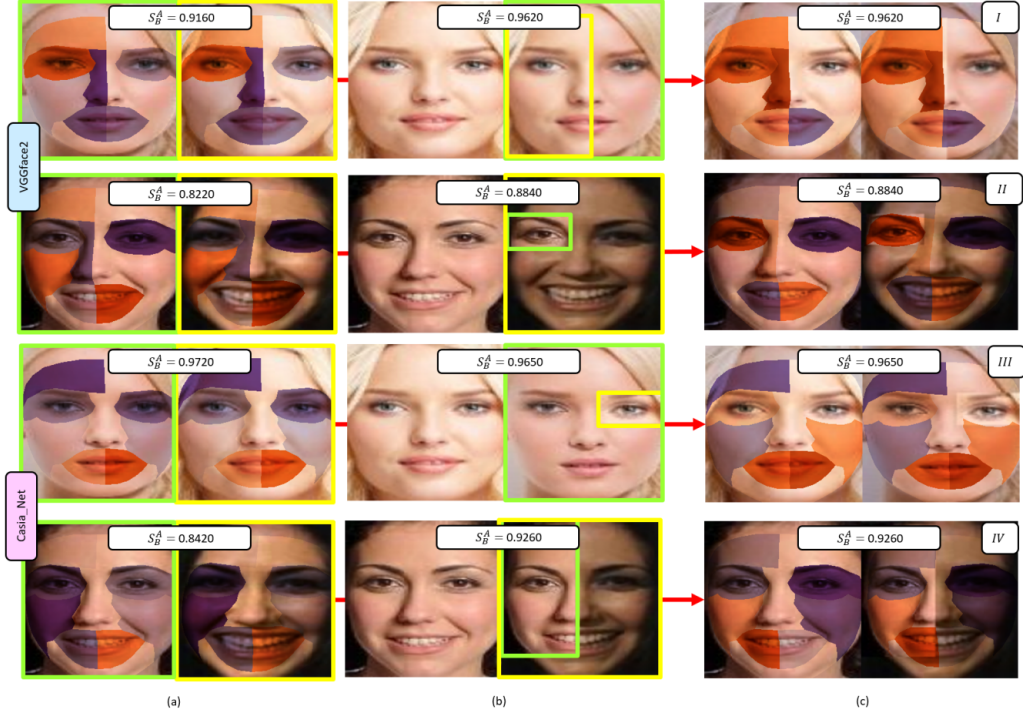 $S_B^A = 0.9160$
$S_B^A = 0.9620$
$S_B^A = 0.9620$
I
VGGface2
$S_B^A = 0.8220$
$S_B^A = 0.8840$
$S_B^A = 0.8840$
II
$S_B^A = 0.9720$
$S_B^A = 0.9650$
$S_B^A = 0.9650$
III
Casia_Net
$S_B^A = 0.8420$
$S_B^A = 0.9260$
$S_B^A = 0.9260$
IV
(a)
(b)
(c)